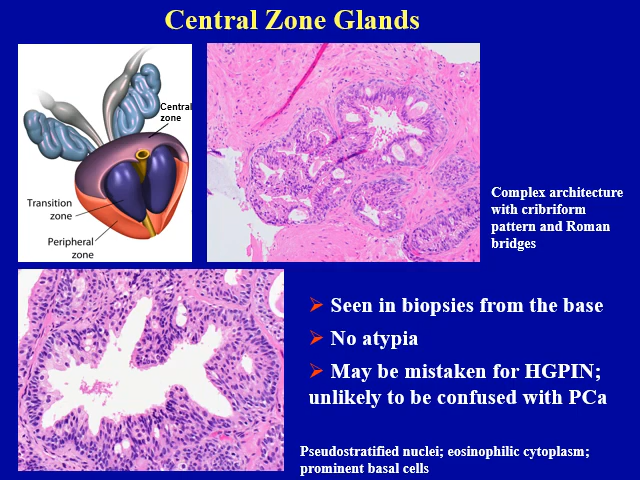 Central Zone Glands
Central
zone
Transition
zone
Peripheral
zone
Complex architecture
with cribriform
pattern and Roman
bridges
Seen in biopsies from the base
No atypia
May be mistaken for HGPIN;
unlikely to be confused with PCa
Pseudostratified nuclei; eosinophilic cytoplasm;
prominent basal cells